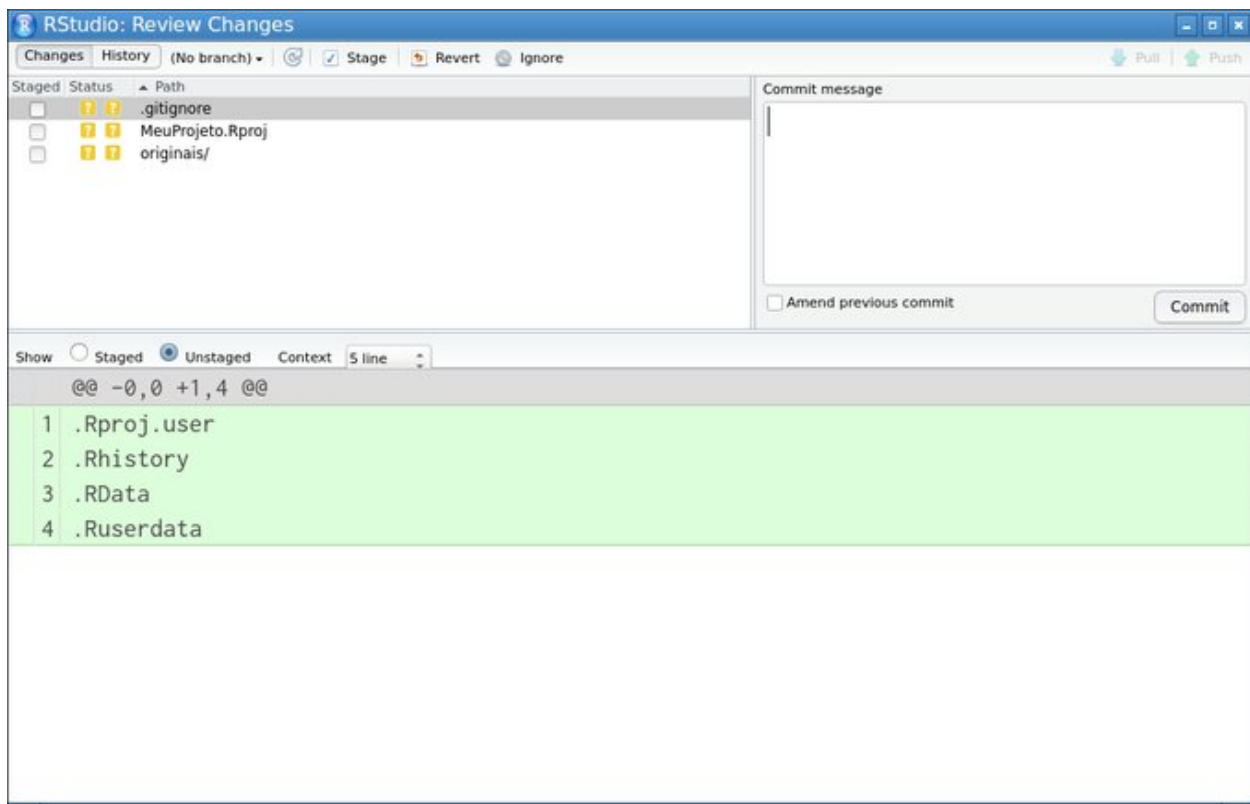 RStudio: Review Changes
Changes History (No branch) Stage Revert Ignore Pull Push
Staged Status Path
.gitignore
MeuProjeto.Rproj
originais/
Commit message
Amend previous commit
Commit
Show Staged Unstaged Context 5 line
@@ -0,0 +1,4 @@
1 .Rproj.user
2 .Rhistory
3 .RData
4 .Ruserdata